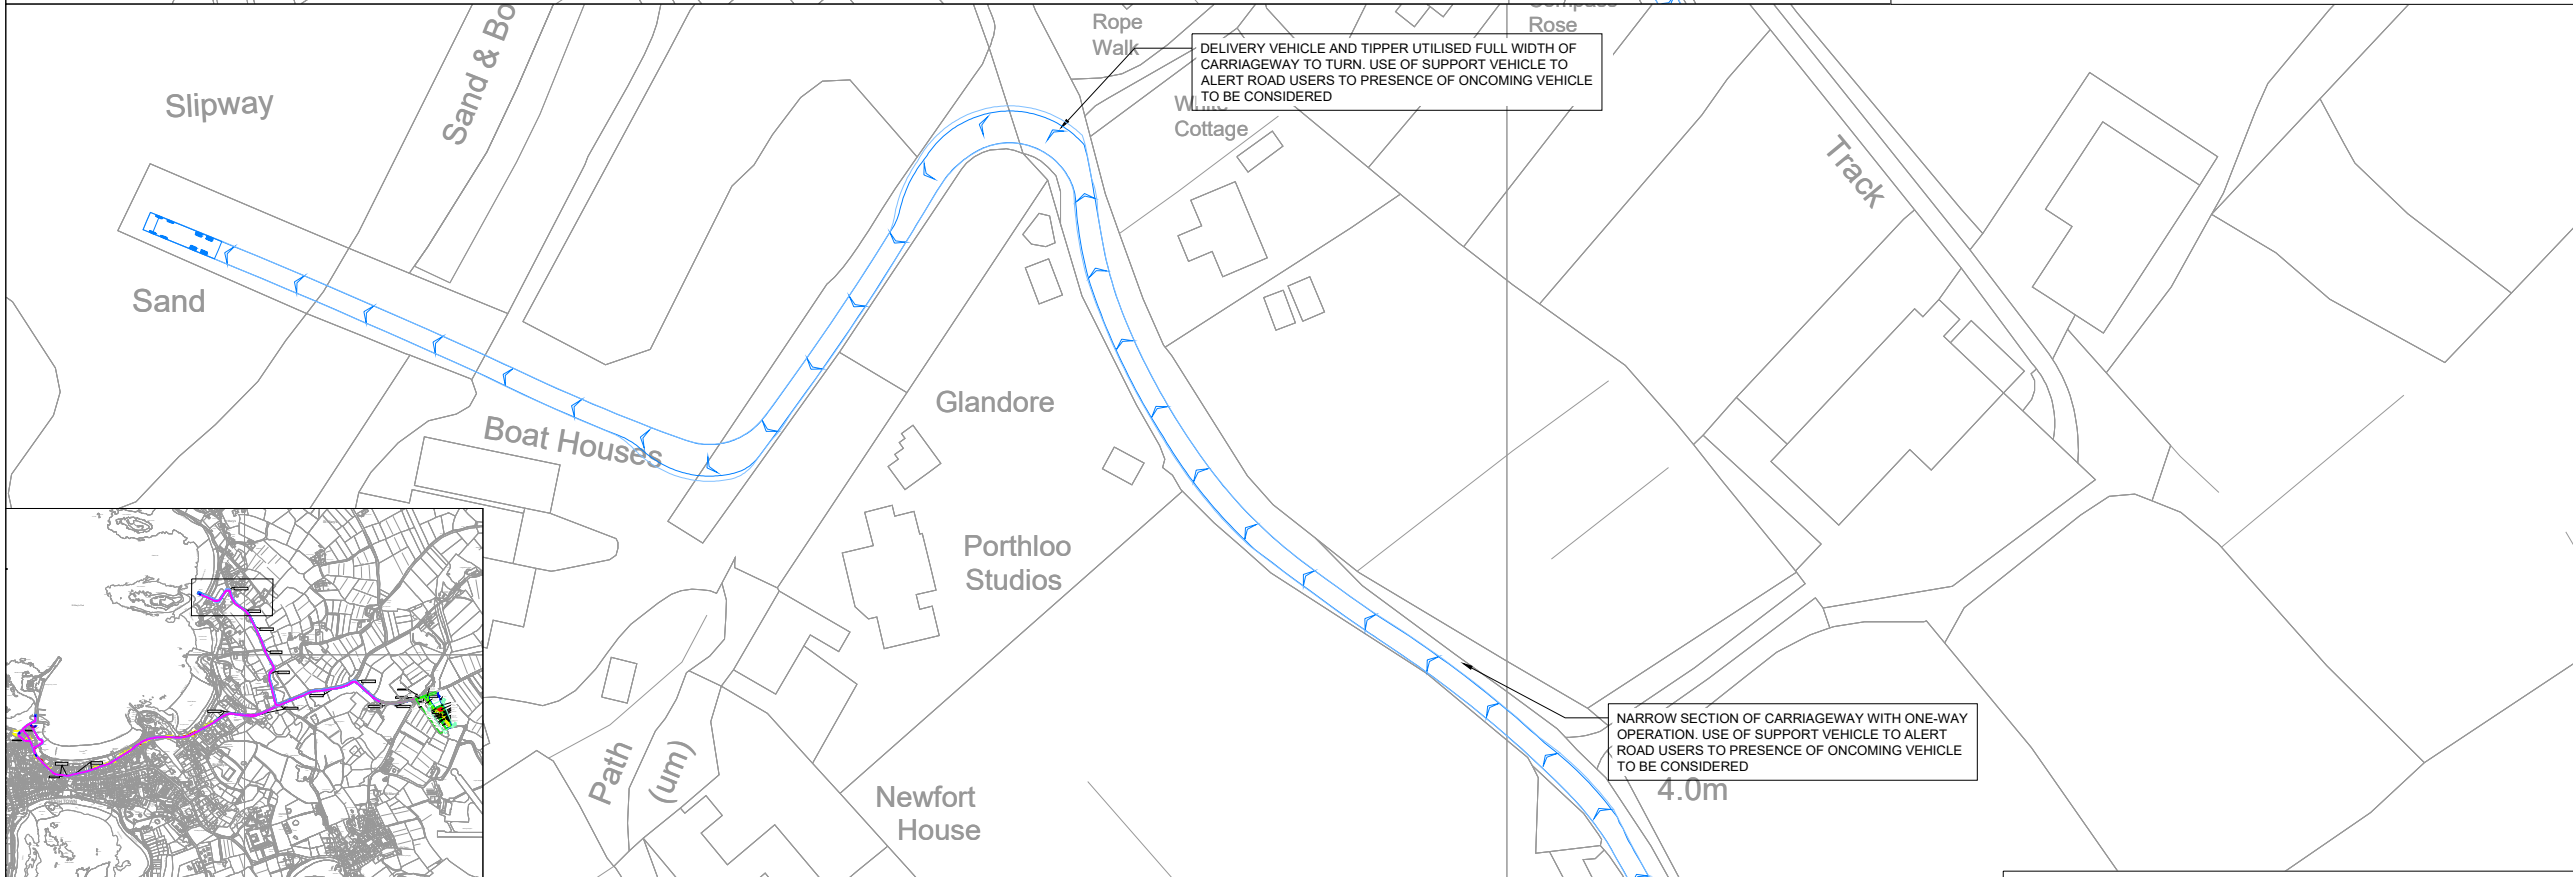 Rope
Walk
Rose
DELIVERY VEHICLE AND TIPPER UTILISED FULL WIDTH OF
CARRIAGEWAY TO TURN. USE OF SUPPORT VEHICLE TO
ALERT ROAD USERS TO PRESENCE OF ONCOMING VEHICLE
TO BE CONSIDERED
White
Cottage
Slipway
Sand & Bo
Track
Sand
Glandore
Boat Houses
Porthloo
Studios
NARROW SECTION OF CARRIAGEWAY WITH ONE-WAY
OPERATION. USE OF SUPPORT VEHICLE TO ALERT
ROAD USERS TO PRESENCE OF ONCOMING VEHICLE
TO BE CONSIDERED
4.0m
Path
(um)
Newfort
House